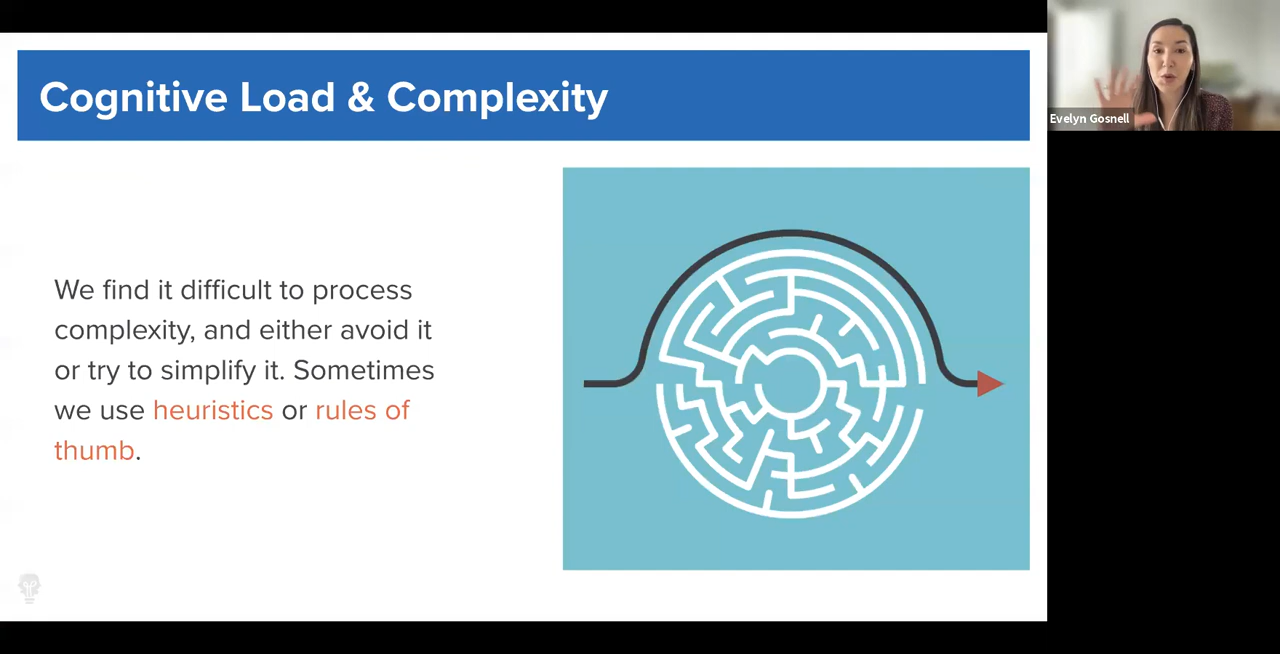 Cognitive Load & Complexity
Evelyn Gosnell
We find it difficult to process
complexity, and either avoid it
or try to simplify it. Sometimes
we use heuristics or rules of
thumb.